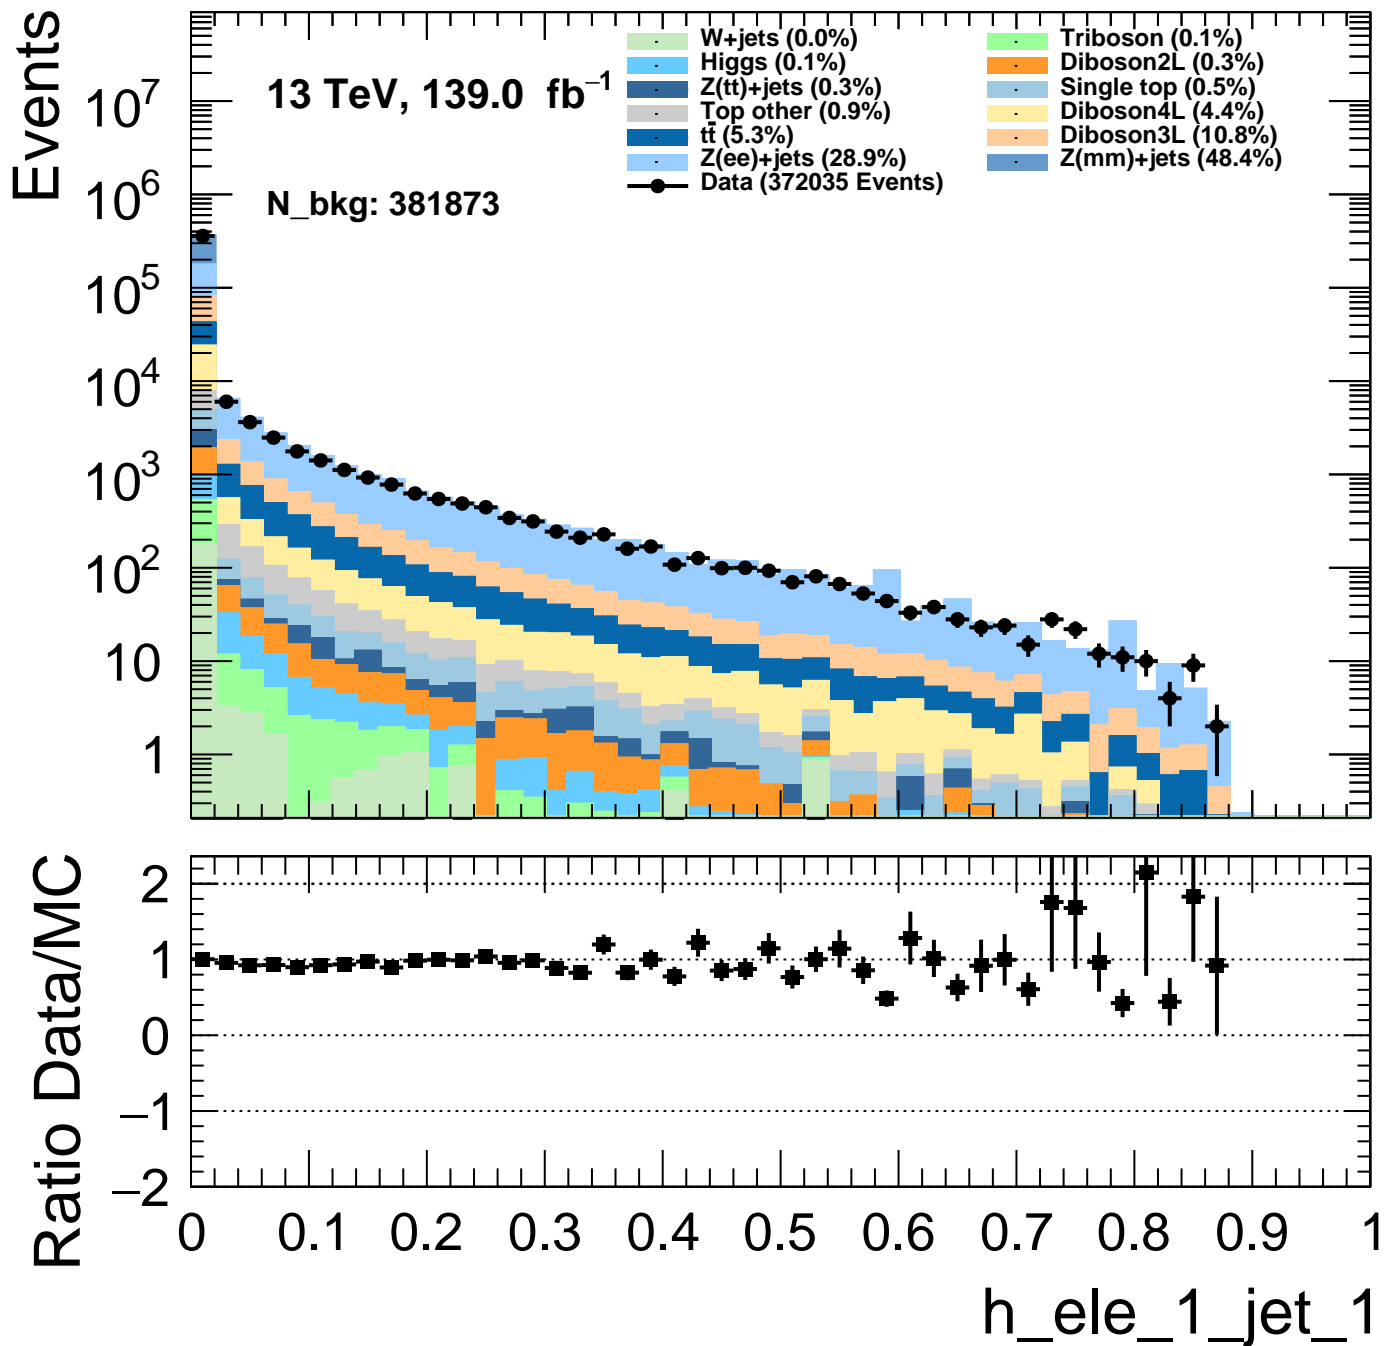 Events
10⁷
10⁶
10⁵
10⁴
10³
10²
10
1
13 TeV, 139.0 fb⁻¹
N_bkg: 381873
W+jets (0.0%)
Higgs (0.1%)
Z(tt)+jets (0.3%)
Top other (0.9%)
tt̄ (5.3%)
Z(ee)+jets (28.9%)
Data (372035 Events)
Triboson (0.1%)
Diboson2L (0.3%)
Single top (0.5%)
Diboson4L (4.4%)
Diboson3L (10.8%)
Z(mm)+jets (48.4%)
Ratio Data/MC
2
1
0
−1
−2
0 0.1 0.2 0.3 0.4 0.5 0.6 0.7 0.8 0.9 1
h_ele_1_jet_1